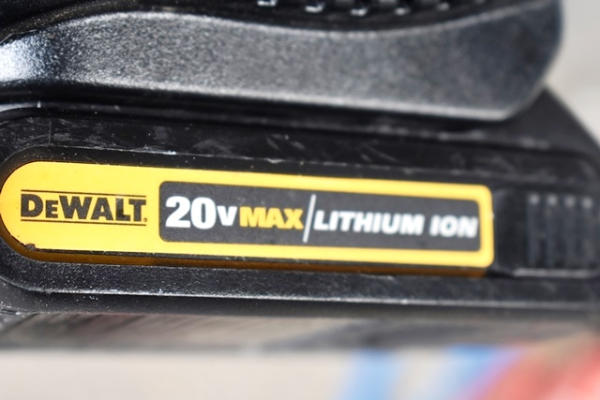 DEWALT 20V MAX/LITHIUM ION